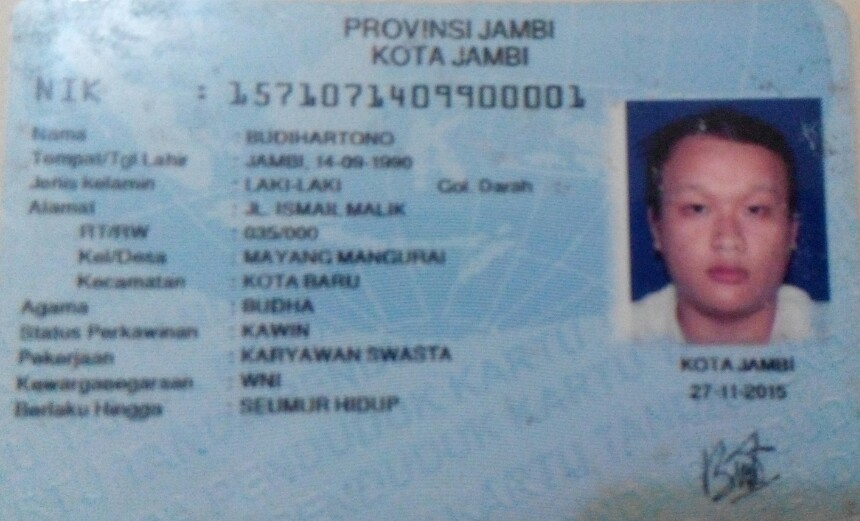 PROVINSI JAMBI
KOTA JAMBI
NIK : 1571071409900001
Nama : BUDIHARTONO
Tempat/Tgl Lahir : JAMBI, 14-09-1990
Jenis kelamin : LAKI-LAKI Gol. Darah : -
Alamat : JL. ISMAIL MALIK
RT/RW : 035/000
Kel/Desa : MAYANG MANGURAI
Kecamatan : KOTA BARU
Agama : BUDHA
Status Perkawinan : KAWIN
Pekerjaan : KARYAWAN SWASTA
Kewarganegaraan : WNI
Berlaku Hingga : SEUMUR HIDUP
KOTA JAMBI
27-11-2015